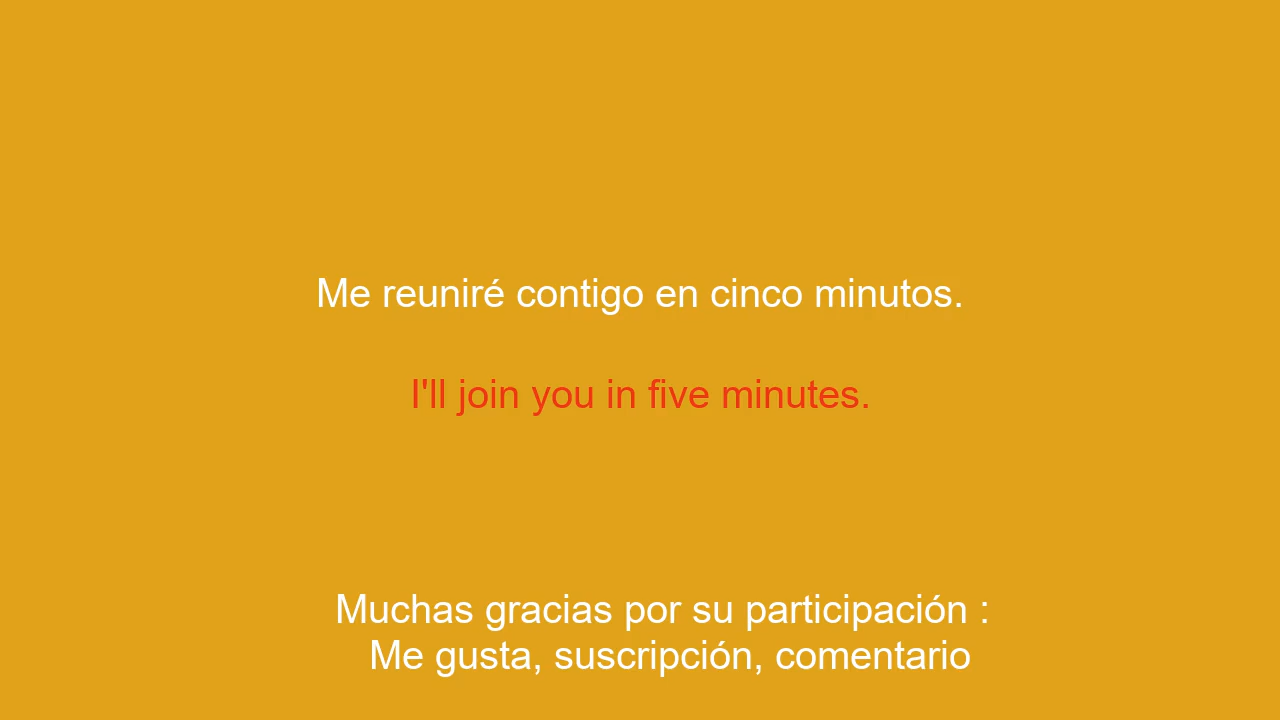 Me reuniré contigo en cinco minutos.
I'll join you in five minutes.
Muchas gracias por su participación :
Me gusta, suscripción, comentario